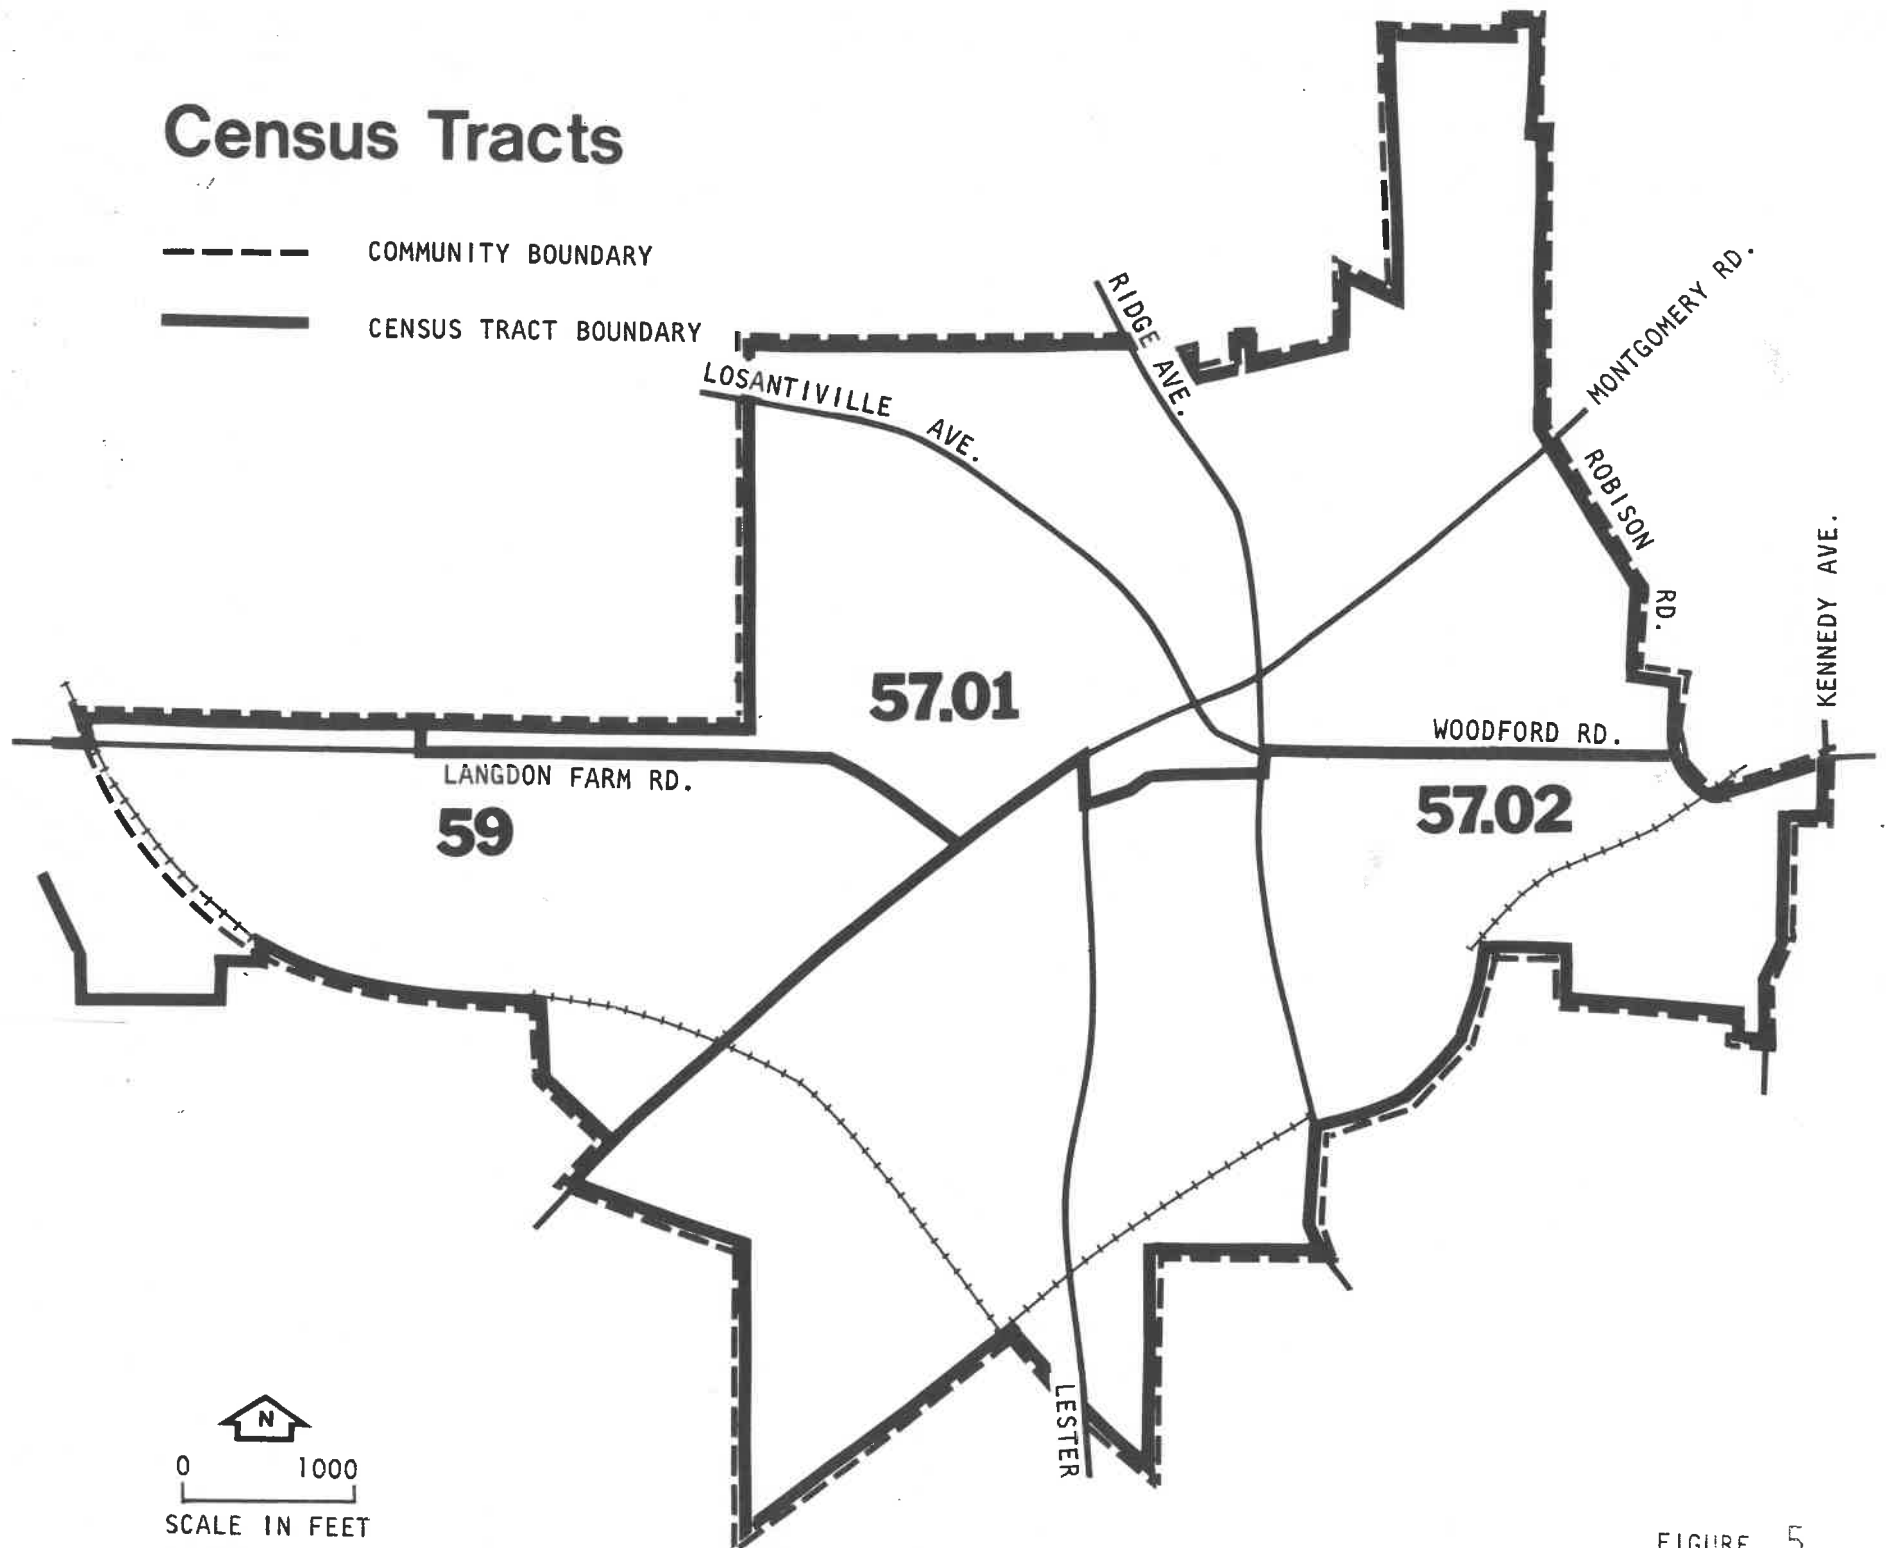 Census Tracts
COMMUNITY BOUNDARY
CENSUS TRACT BOUNDARY
RIDGE AVE.
MONTGOMERY RD.
LOSANTIVILLE AVE.
ROBISON RD.
KENNEDY AVE.
57.01
WOODFORD RD.
LANGDON FARM RD.
57.02
59
LESTER
N
0 1000
SCALE IN FEET
FIGURE 5